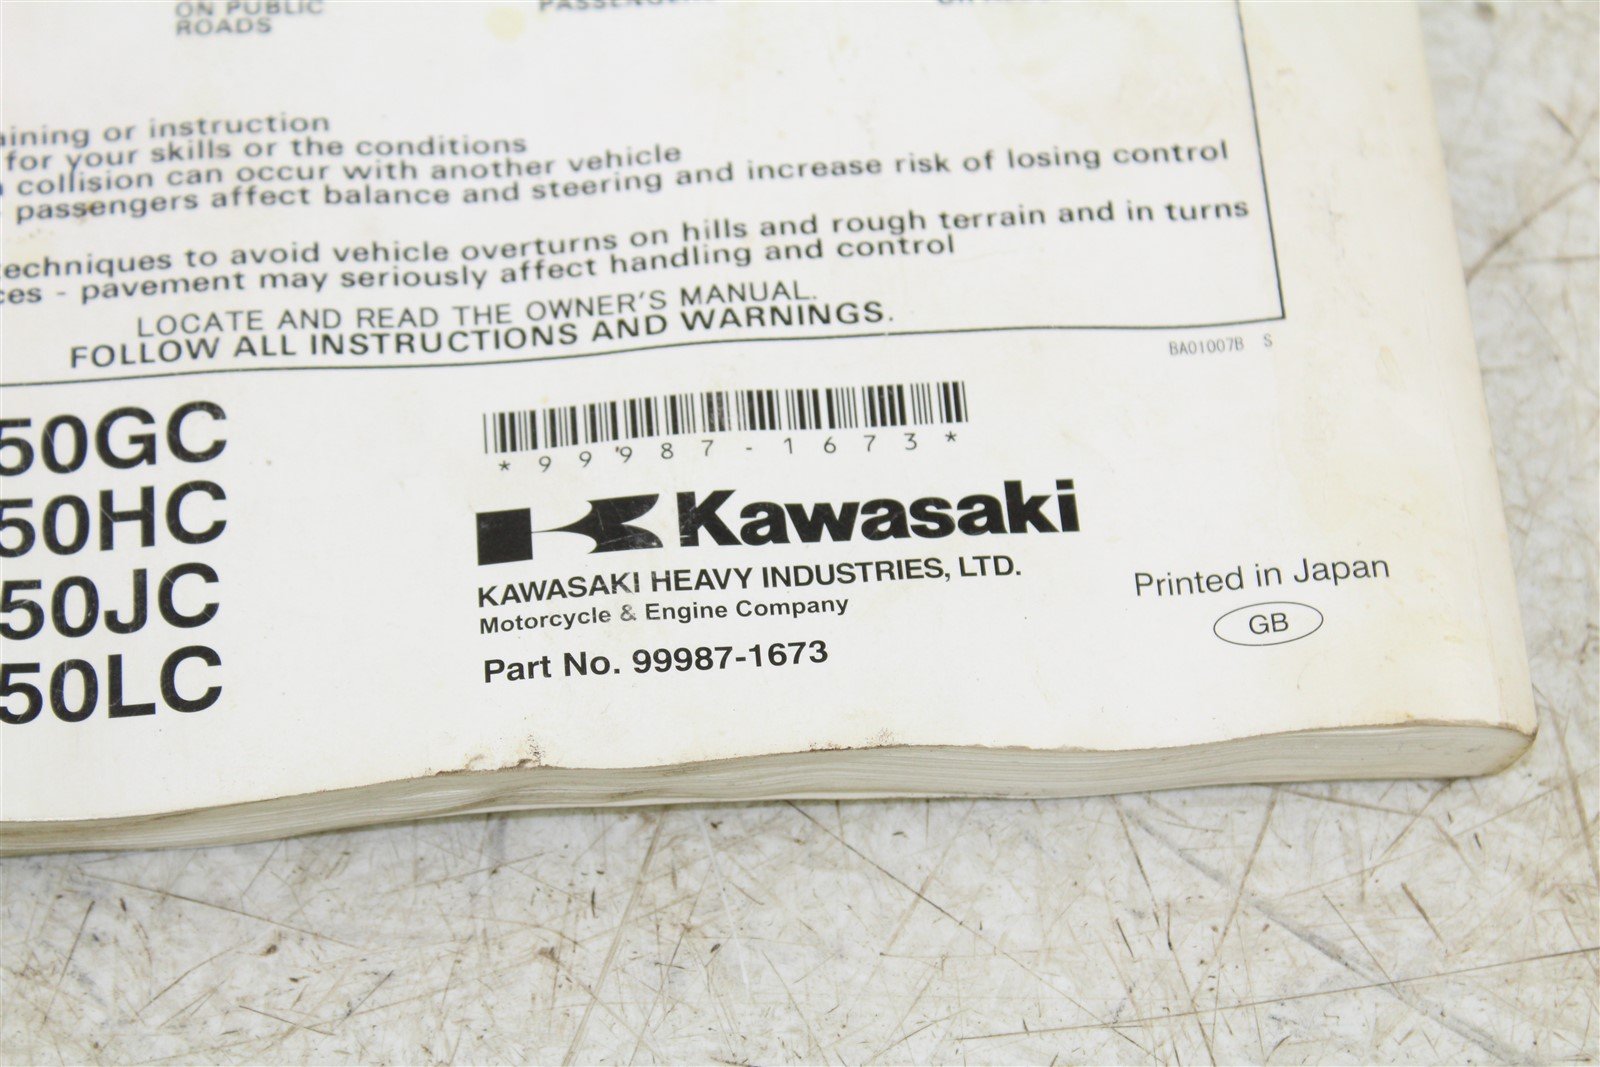 ON PUBLIC
ROADS
or instruction
for your skills or the conditions
collision can occur with another vehicle
passengers affect balance and steering and increase risk of losing control
to avoid vehicle overturns on hills and rough terrain and in turns
- pavement may seriously affect handling and control
LOCATE AND READ THE OWNER'S MANUAL.
FOLLOW ALL INSTRUCTIONS AND WARNINGS.
BA01007B S
50GC
50HC
50JC
50LC
*99987-1673*
Kawasaki
KAWASAKI HEAVY INDUSTRIES, LTD.
Motorcycle & Engine Company
Part No. 99987-1673
Printed in Japan
GB